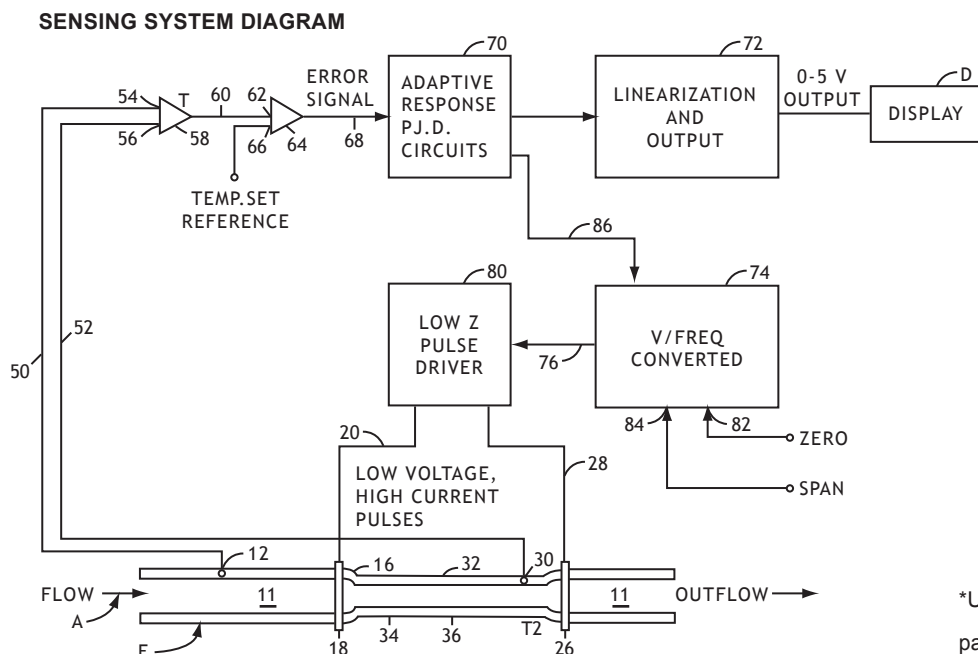 SENSING SYSTEM DIAGRAM
70
72
ERROR
SIGNAL
ADAPTIVE
RESPONSE
PJ.D.
CIRCUITS
LINEARIZATION
AND
OUTPUT
0-5 V
OUTPUT
D
DISPLAY
54
T
60
62
56
58
66
64
68
TEMP.SET
REFERENCE
86
80
74
52
50
LOW Z
PULSE
DRIVER
76
V/FREQ
CONVERTED
84
82
ZERO
SPAN
20
28
LOW VOLTAGE,
HIGH CURRENT
PULSES
12
16
32
30
FLOW
A
11
11
OUTFLOW
18
34
36
T2
26
*U
pa